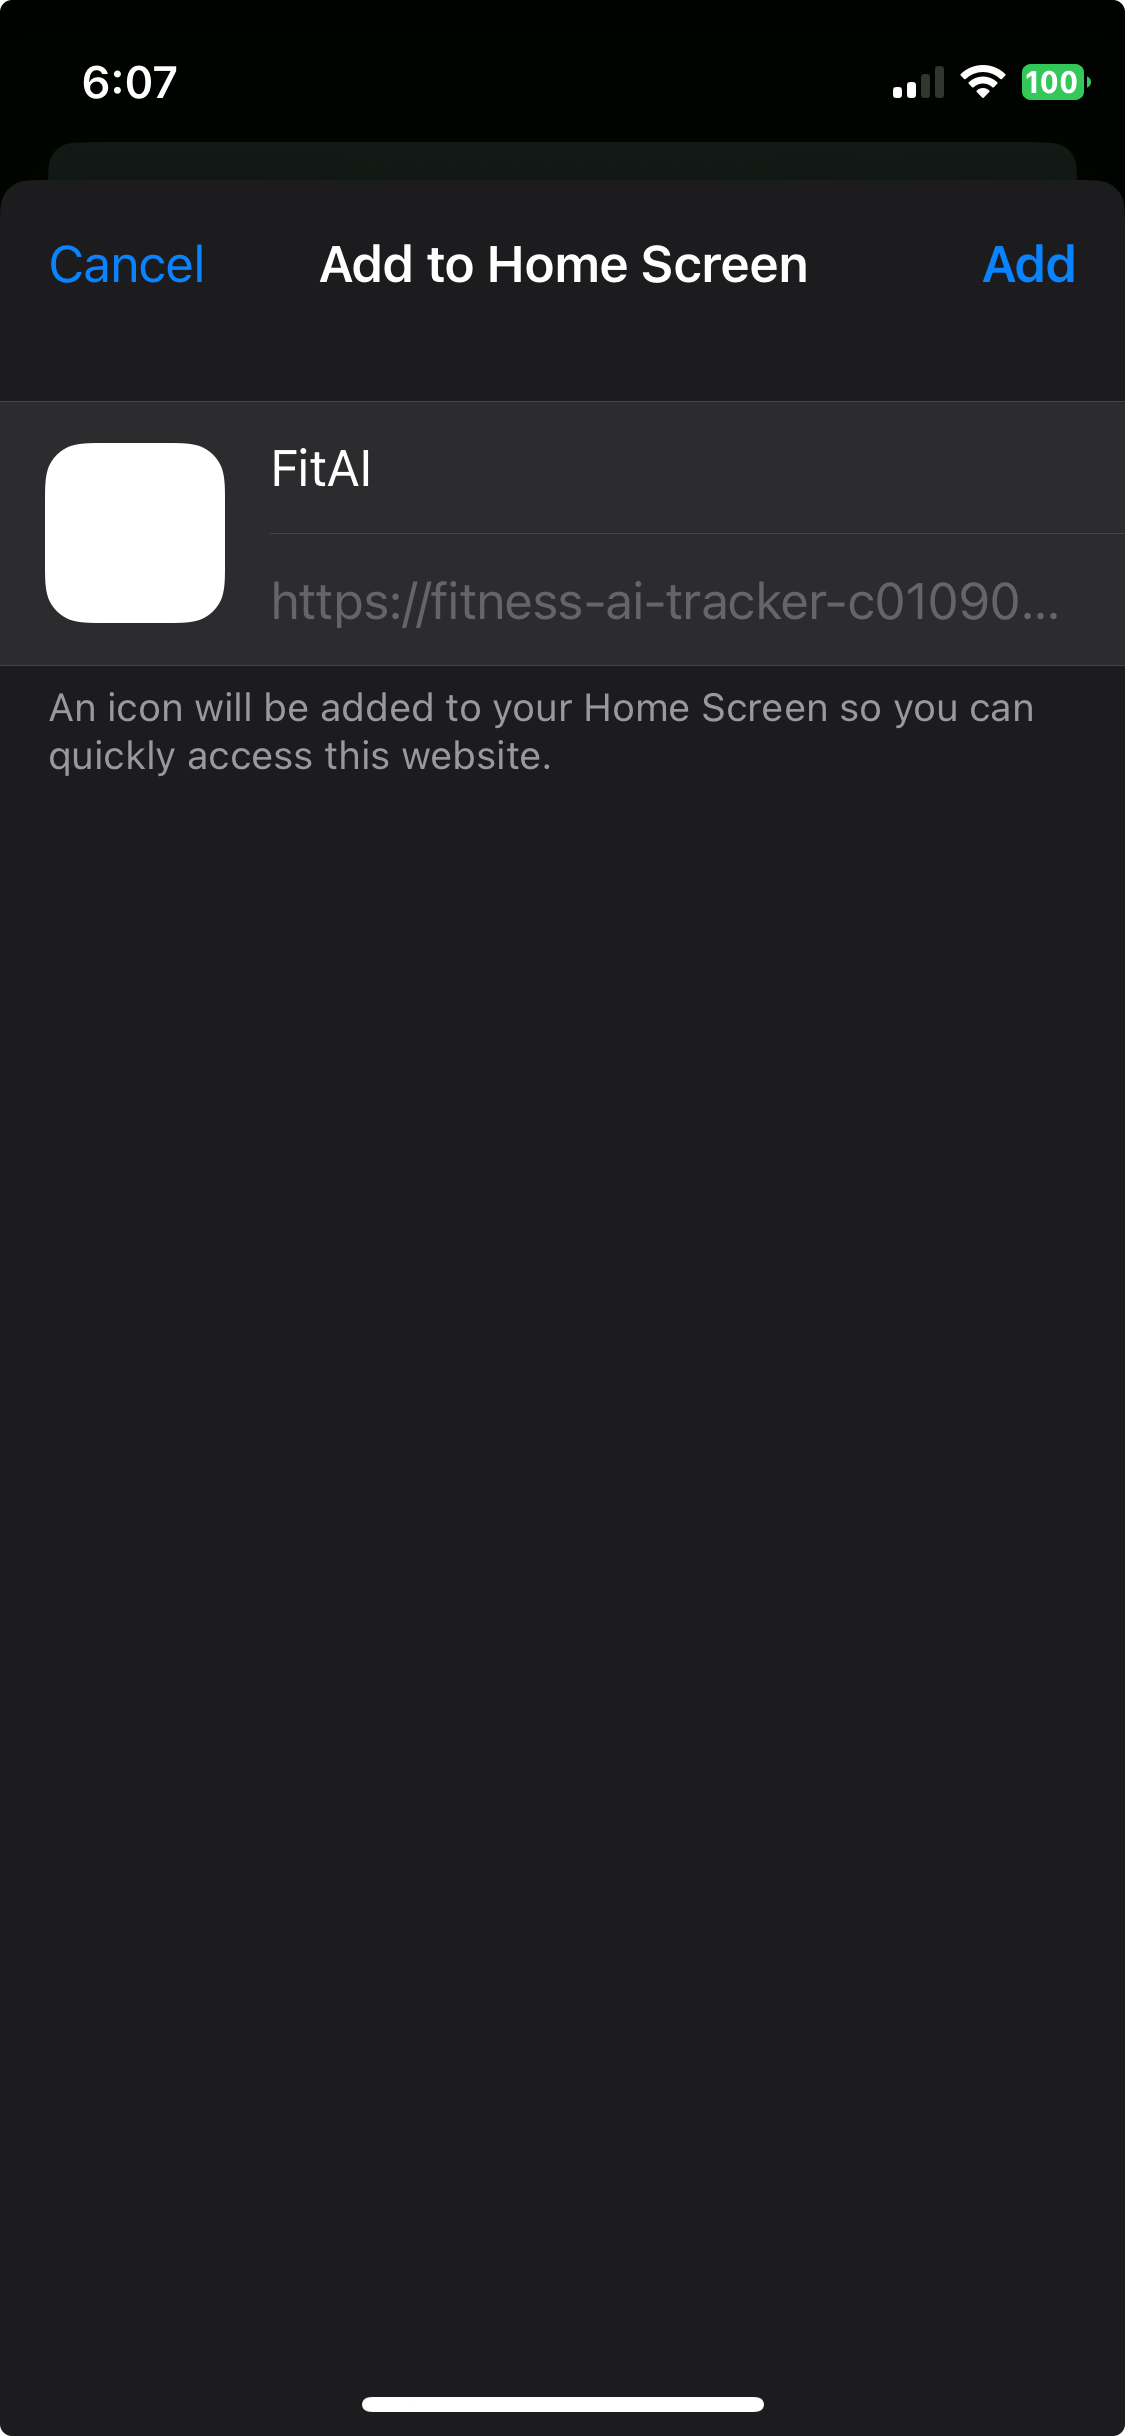 6:07
100
Cancel
Add to Home Screen
Add
FitAI
https://fitness-ai-tracker-c01090...
An icon will be added to your Home Screen so you can
quickly access this website.